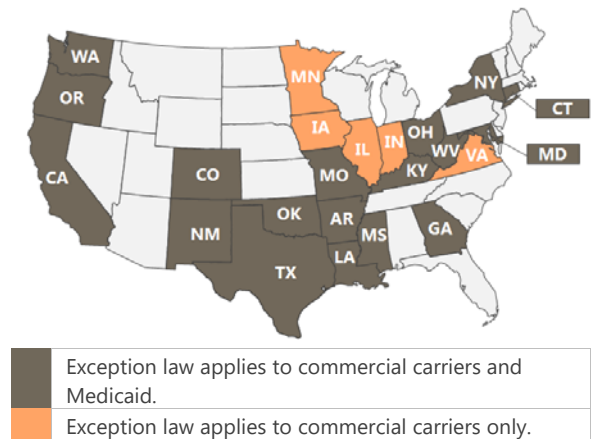 WA
MN
OR
NY
CT
IA
IL
IN
OH
WV
MD
VA
CA
CO
MO
KY
OK
AR
NM
MS
GA
LA
TX
Exception law applies to commercial carriers and
Medicaid.
Exception law applies to commercial carriers only.